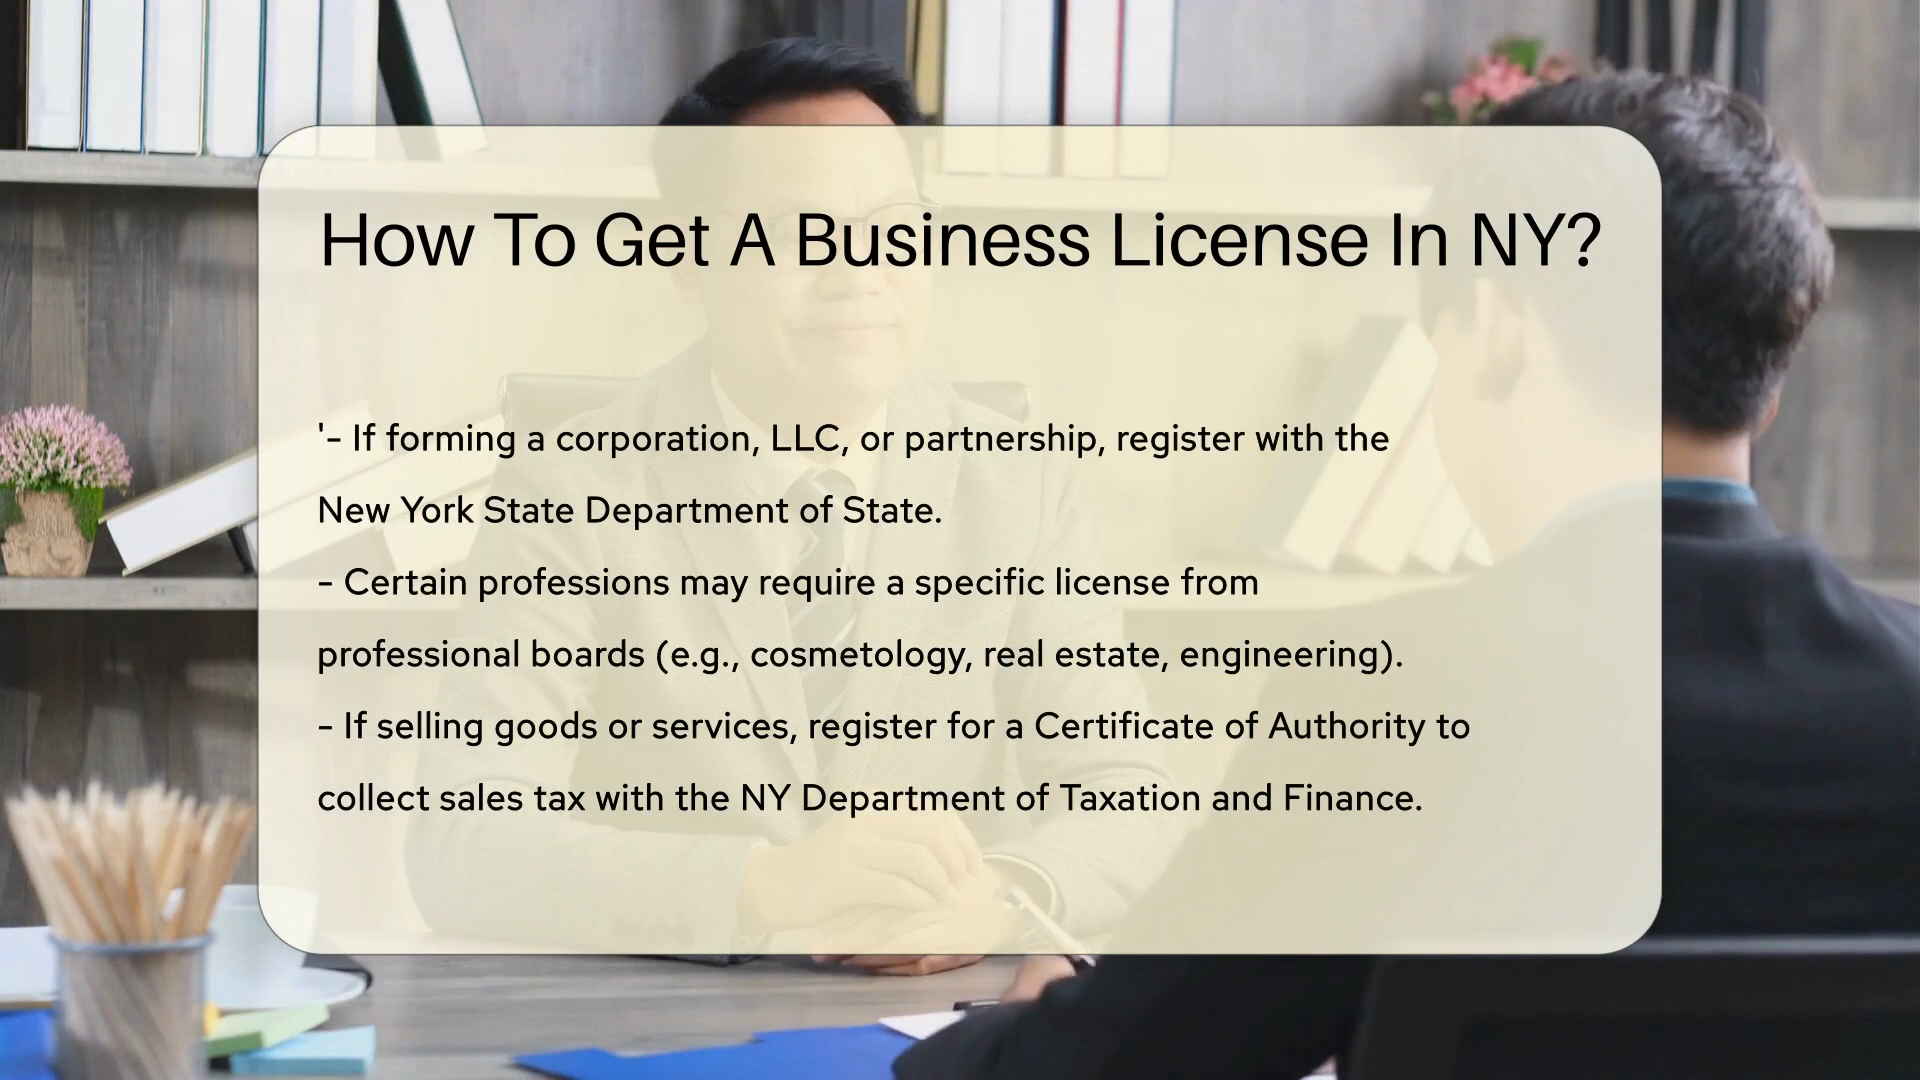 How To Get A Business License In NY?
'- If forming a corporation, LLC, or partnership, register with the
New York State Department of State.
- Certain professions may require a specific license from
professional boards (e.g., cosmetology, real estate, engineering).
- If selling goods or services, register for a Certificate of Authority to
collect sales tax with the NY Department of Taxation and Finance.